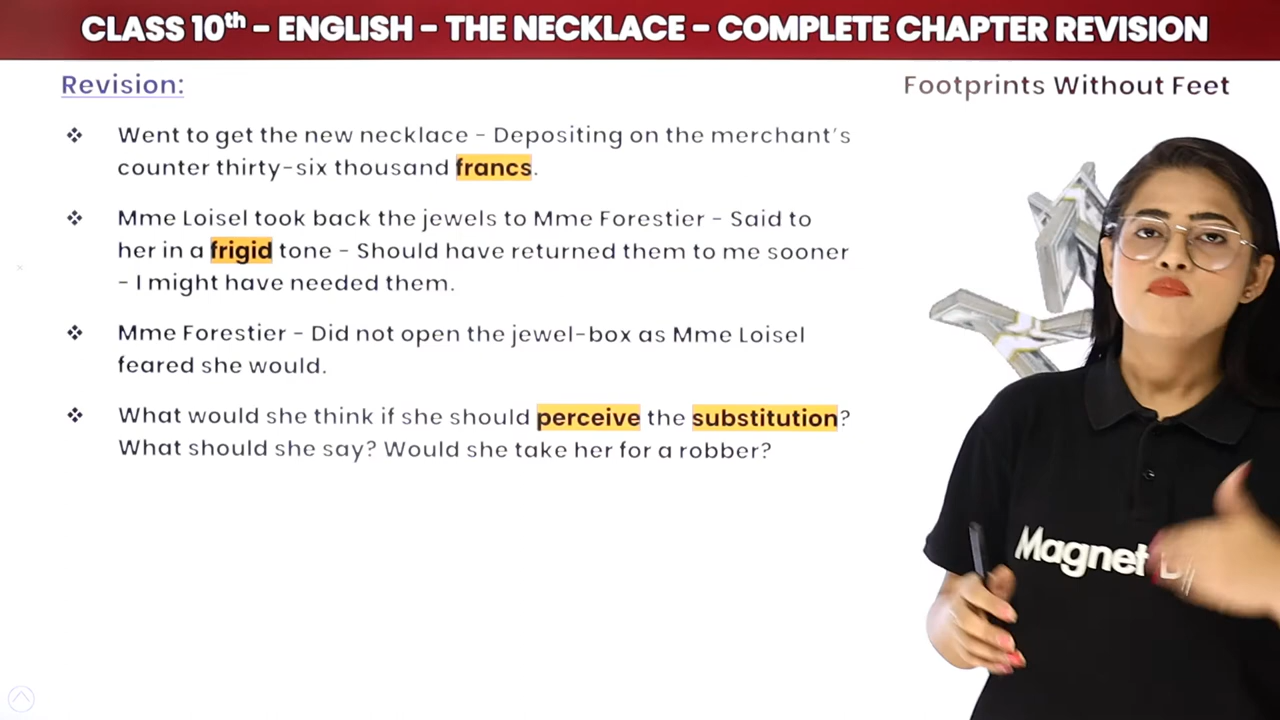 CLASS 10th – ENGLISH – THE NECKLACE – COMPLETE CHAPTER REVISION
Revision:
Footprints Without Feet
❖ Went to get the new necklace – Depositing on the merchant's
counter thirty-six thousand francs.
❖ Mme Loisel took back the jewels to Mme Forestier – Said to
her in a frigid tone – Should have returned them to me sooner
– I might have needed them.
❖ Mme Forestier – Did not open the jewel-box as Mme Loisel
feared she would.
❖ What would she think if she should perceive the substitution?
What should she say? Would she take her for a robber?
Magnet